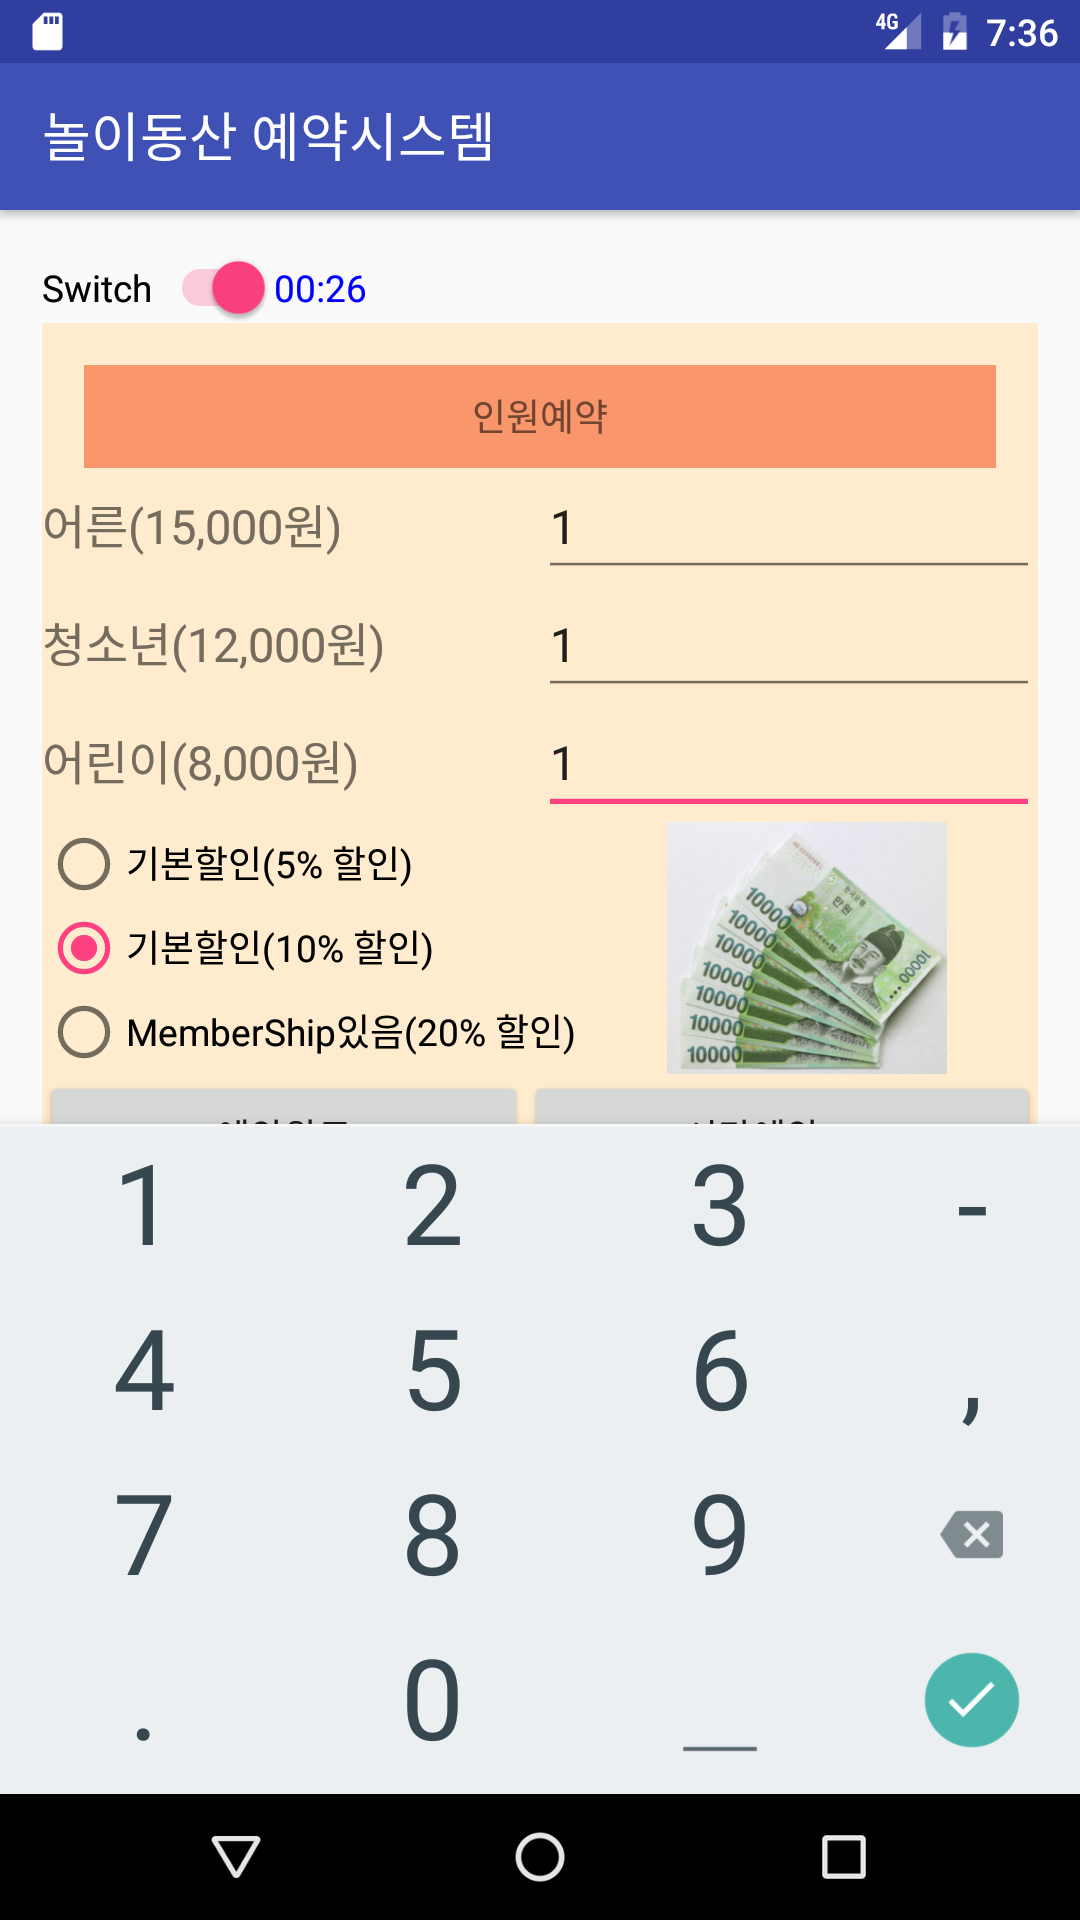 4G 7:36
놀이동산 예약시스템
Switch 00:26
인원예약
어른(15,000원) 1
청소년(12,000원) 1
어린이(8,000원) 1
기본할인(5% 할인)
기본할인(10% 할인)
MemberShip있음(20% 할인)
만원
10000
10000
10000
10000
10000
10000
10000
10000
1 2 3 -
4 5 6 ,
7 8 9
. 0